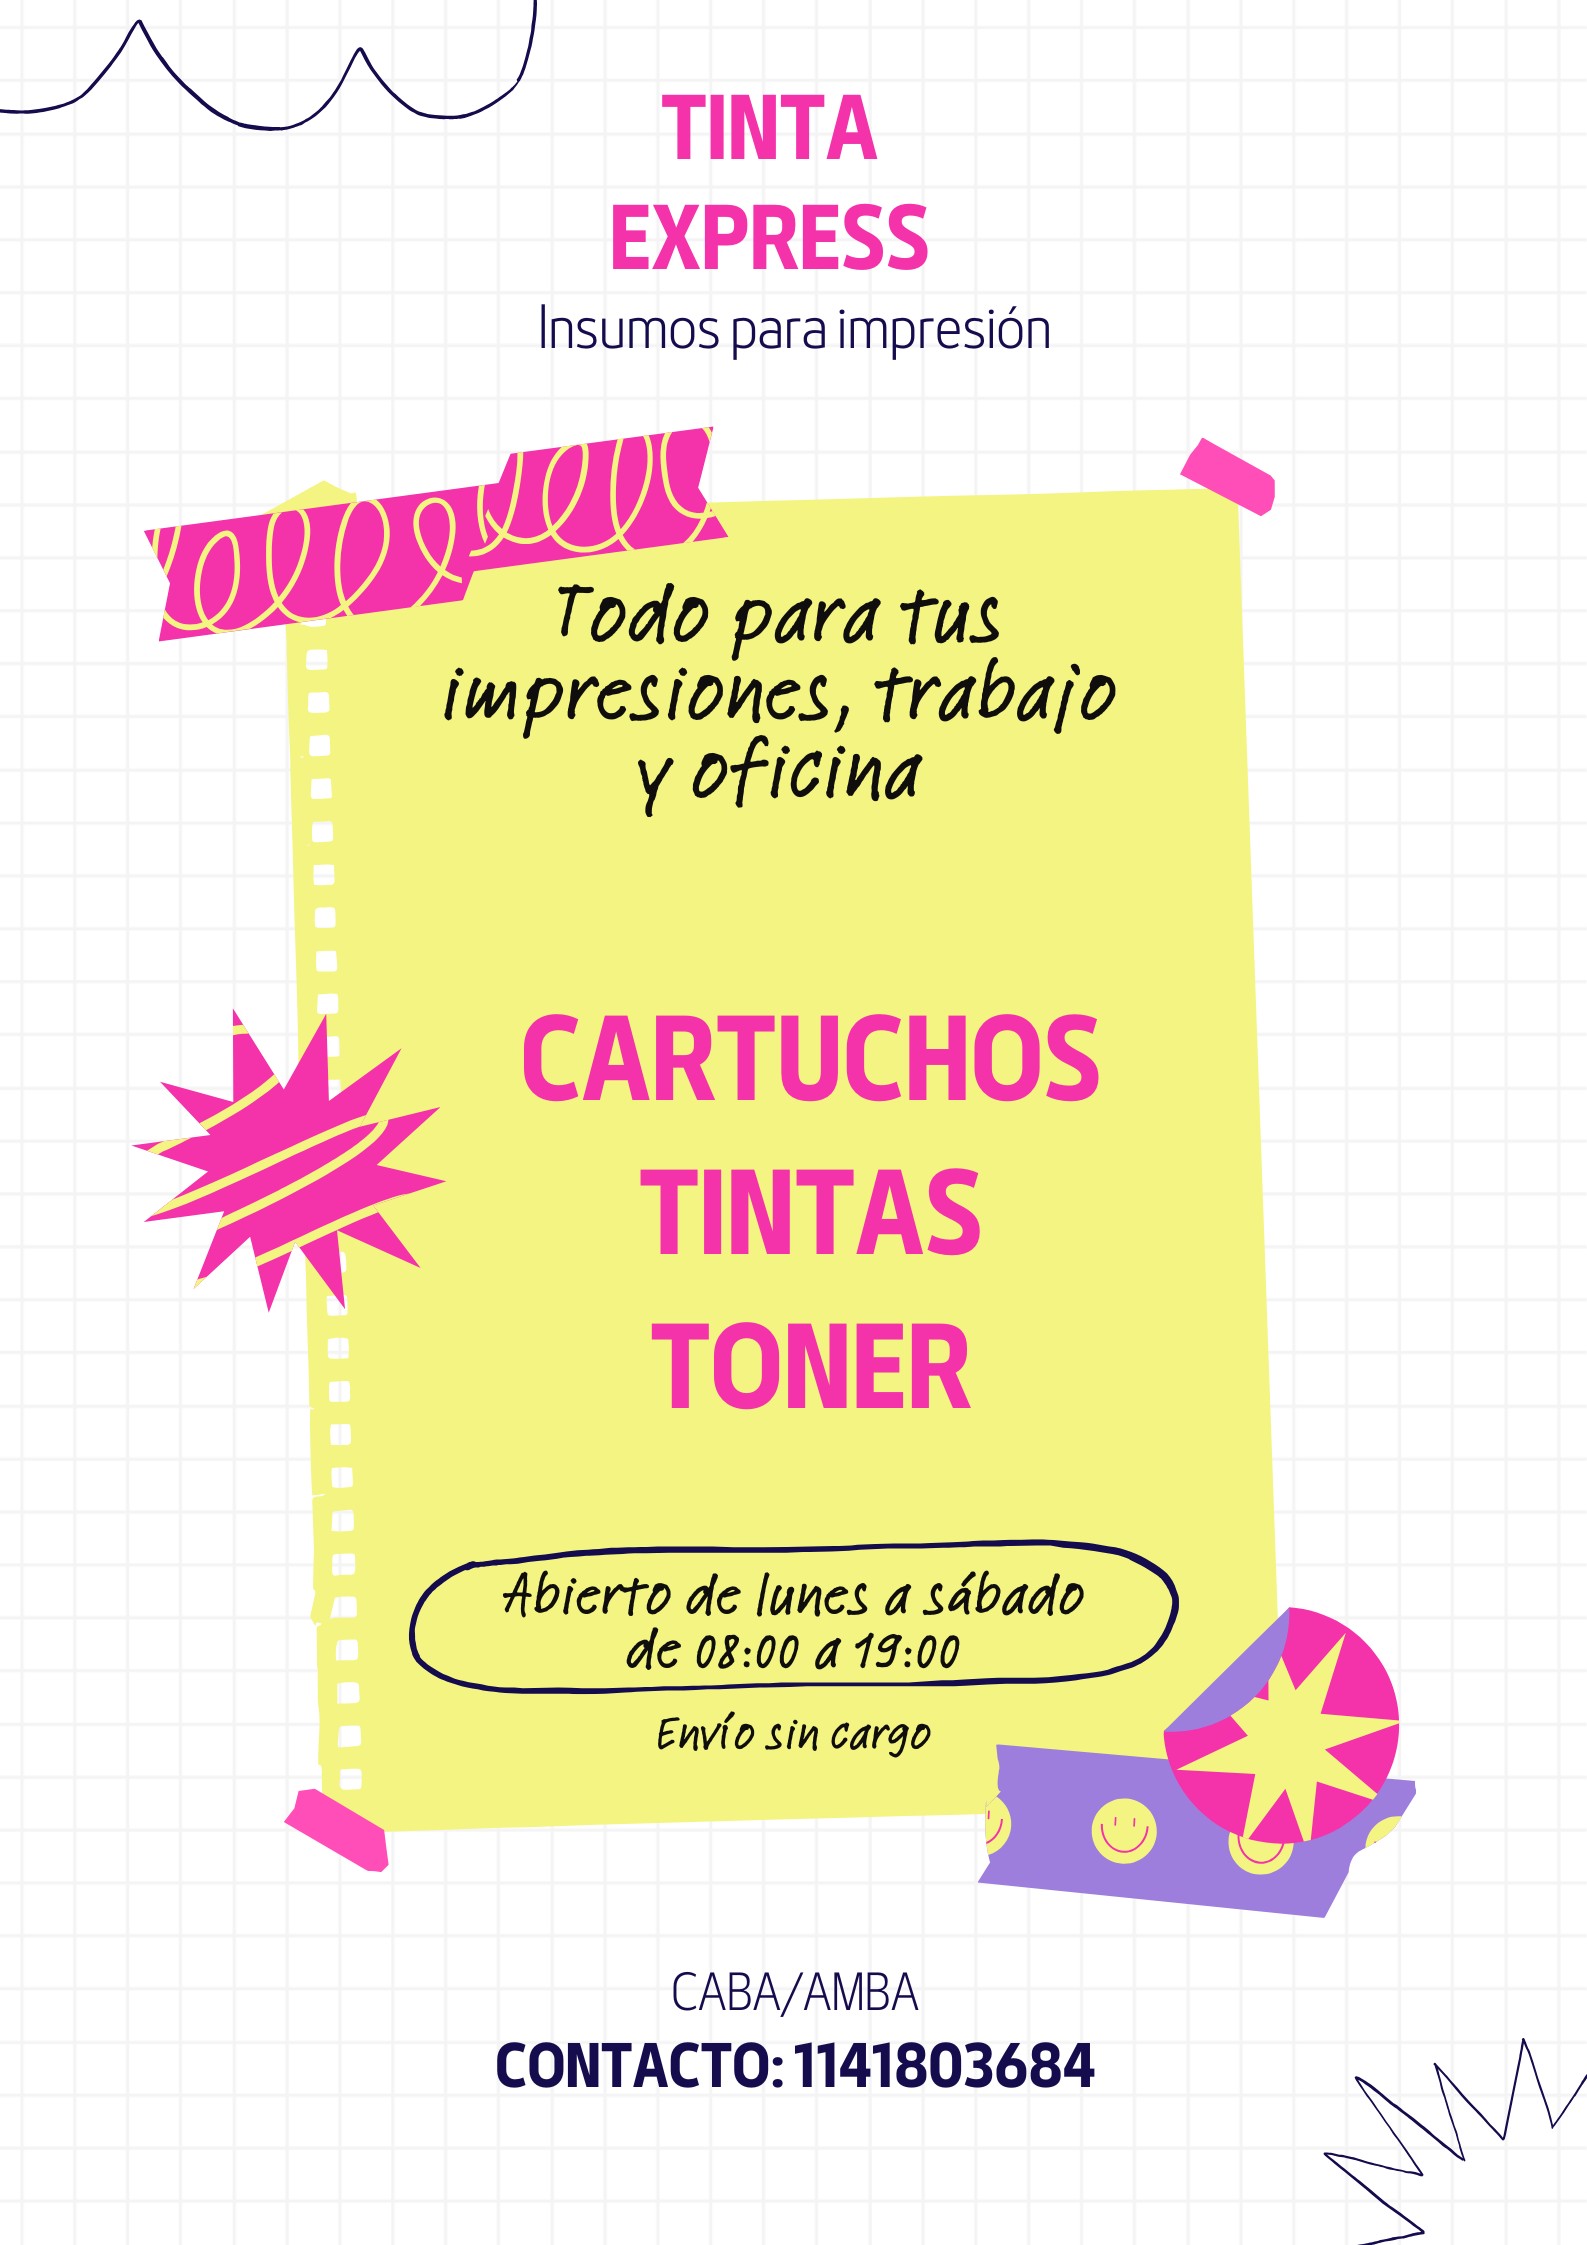 TINTA
EXPRESS
Insumos para impresión
Todo para tus
impresiones, trabajo
y oficina
CARTUCHOS
TINTAS
TONER
Abierto de lunes a sábado
de 08:00 a 19:00
Envío sin cargo
CABA/AMBA
CONTACTO: 1141803684